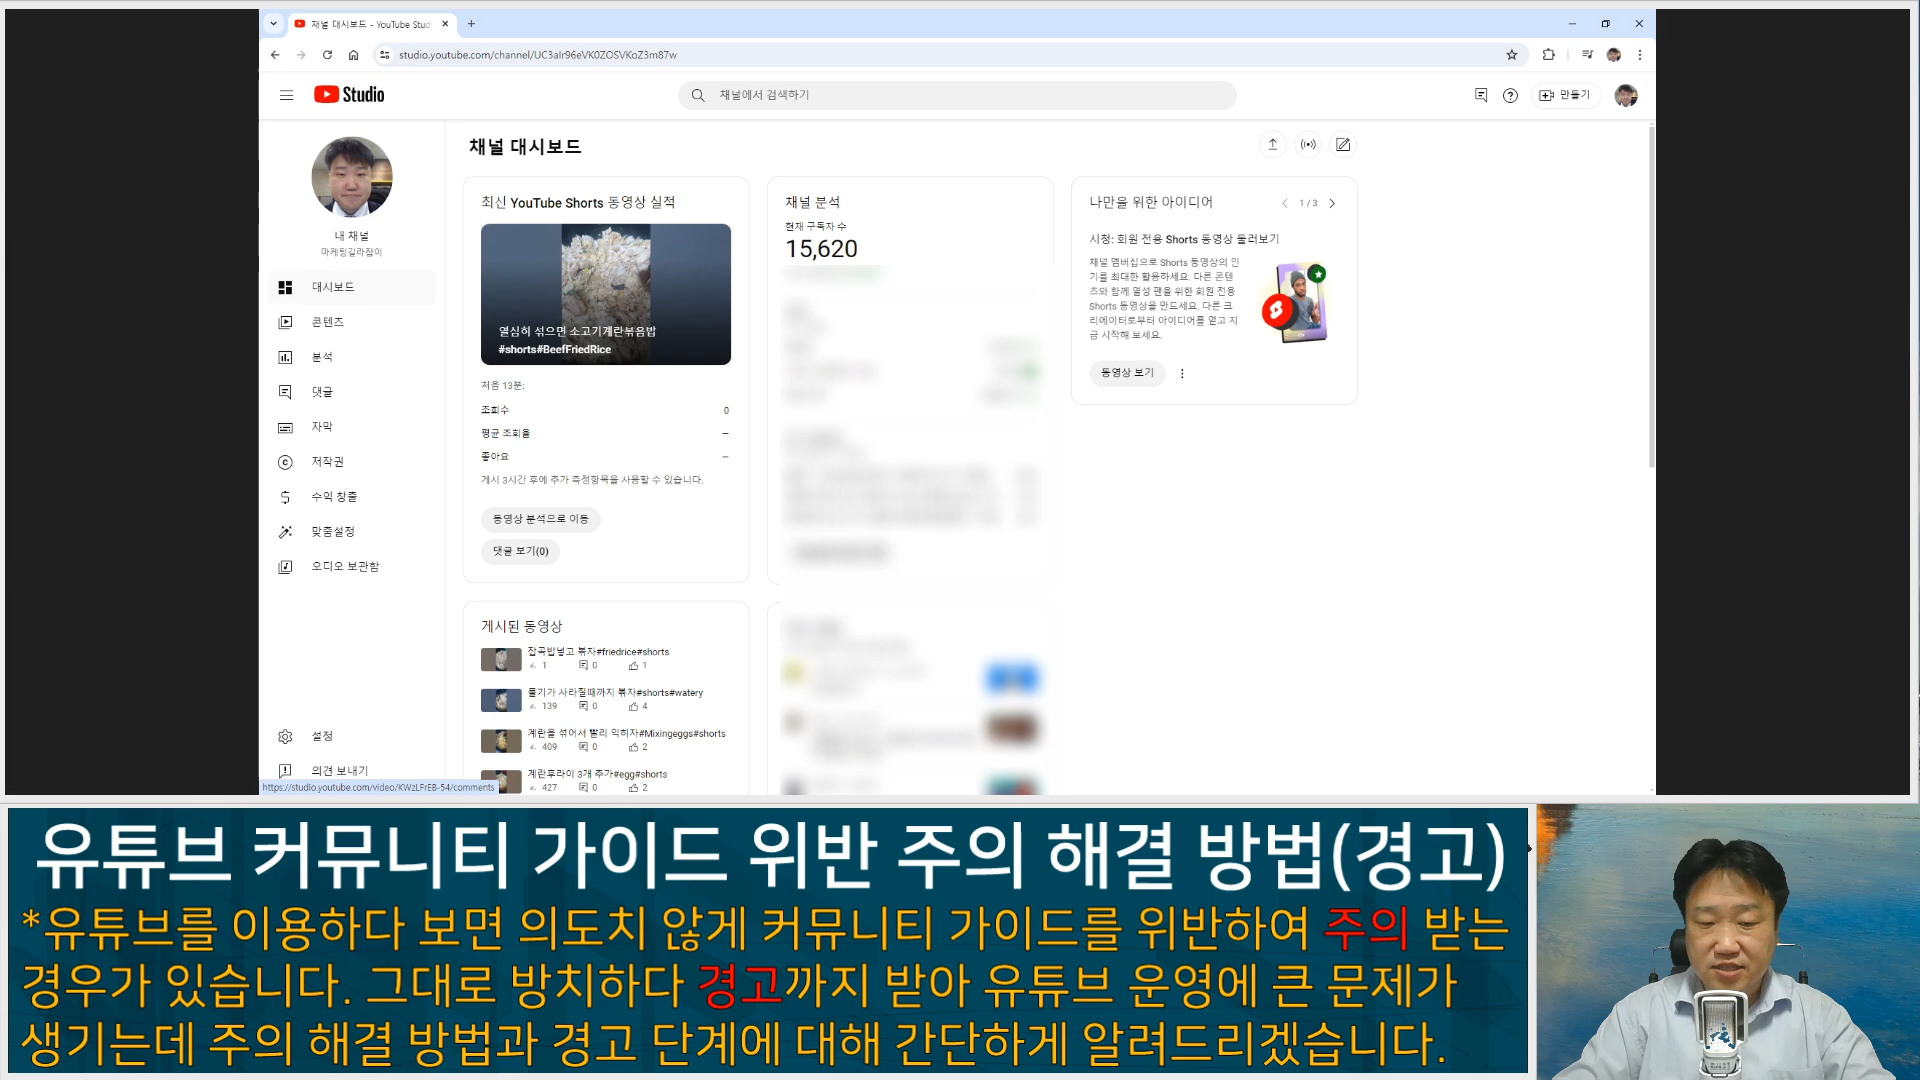 채널 대시보드 - YouTube Stud
studio.youtube.com/channel/UC3aIr96eVK0ZOSVKoZ3m87w
Studio
채널에서 검색하기
만들기
내 채널
마케팅길라잡이
대시보드
콘텐츠
분석
댓글
자막
저작권
수익 창출
맞춤설정
오디오 보관함
설정
의견 보내기
https://studio.youtube.com/video/KWzLFrEB-54/comments
채널 대시보드
최신 YouTube Shorts 동영상 실적
열심히 섞으면 소고기계란볶음밥
#shorts#BeefFriedRice
처음 13분:
조회수 0
평균 조회율 –
좋아요 –
게시 3시간 후에 추가 측정항목을 사용할 수 있습니다.
동영상 분석으로 이동
댓글 보기(0)
게시된 동영상
잡곡밥넣고 볶자#friedrice#shorts
1 0 1
물기가 사라질때까지 볶자#shorts#watery
139 0 4
계란을 섞어서 빨리 익히자#Mixingeggs#shorts
409 0 2
계란후라이 3개 추가#egg#shorts
427 0 2
채널 분석
현재 구독자 수
15,620
나만을 위한 아이디어
1 / 3
시청: 회원 전용 Shorts 동영상 둘러보기
채널 멤버십으로 Shorts 동영상의 인
기를 최대한 활용하세요. 다른 콘텐
츠와 함께 열성 팬을 위한 회원 전용
Shorts 동영상을 만드세요. 다른 크
리에이터로부터 아이디어를 얻고 지
금 시작해 보세요.
동영상 보기
유튜브 커뮤니티 가이드 위반 주의 해결 방법(경고)
*유튜브를 이용하다 보면 의도치 않게 커뮤니티 가이드를 위반하여 주의 받는
경우가 있습니다. 그대로 방치하다 경고까지 받아 유튜브 운영에 큰 문제가
생기는데 주의 해결 방법과 경고 단계에 대해 간단하게 알려드리겠습니다.